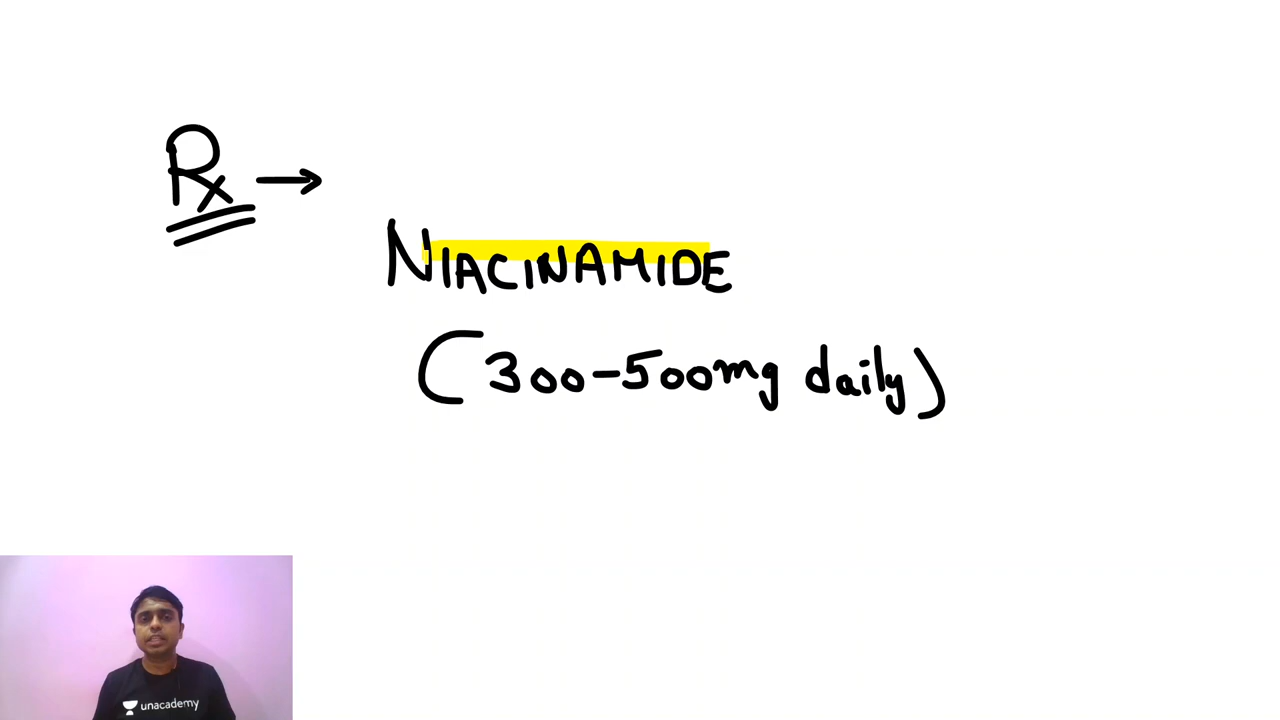 Rx →
NIACINAMIDE
(300-500mg daily)
unacademy